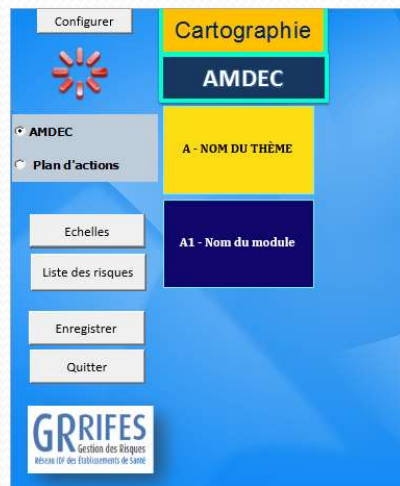 Configurer
Cartographie
AMDEC
AMDEC
Plan d'actions
A - NOM DU THÈME
Echelles
A1 - Nom du module
Liste des risques
Enregistrer
Quitter
GRRIFES
Gestion des Risques
Réseau IDF des Établissements de Santé